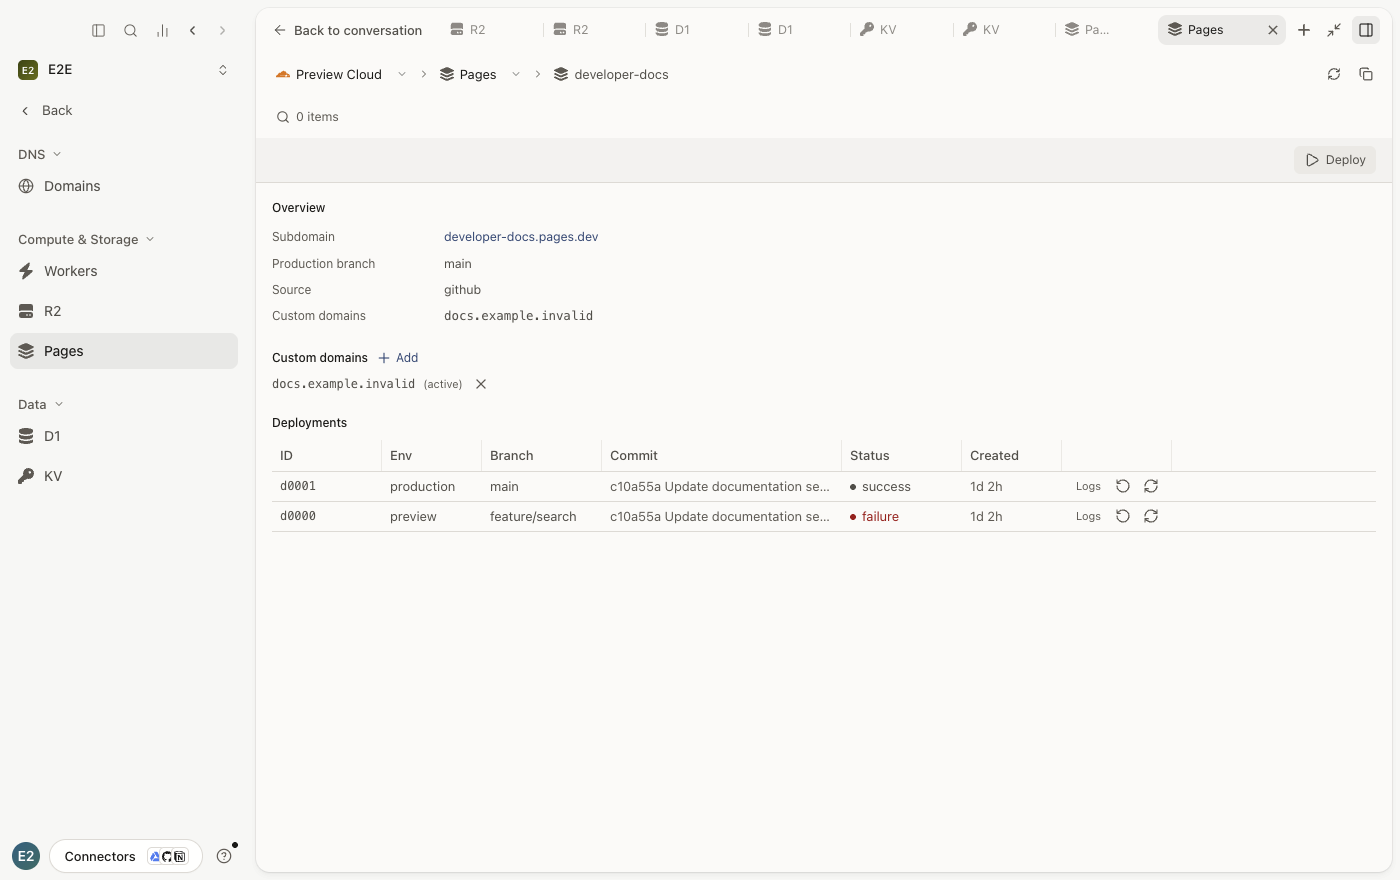 Back to conversation R2 R2 D1 D1 KV KV Pa... Pages
E2 E2E
Preview Cloud Pages developer-docs
Back
0 items
DNS
Deploy
Domains
Overview
Subdomain developer-docs.pages.dev
Compute & Storage
Production branch main
Workers
Source github
R2
Custom domains docs.example.invalid
Pages
Custom domains Add
docs.example.invalid (active)
Data
Deployments
D1
ID Env Branch Commit Status Created
KV
d0001 production main c10a55a Update documentation se... success 1d 2h Logs
d0000 preview feature/search c10a55a Update documentation se... failure 1d 2h Logs
E2 Connectors